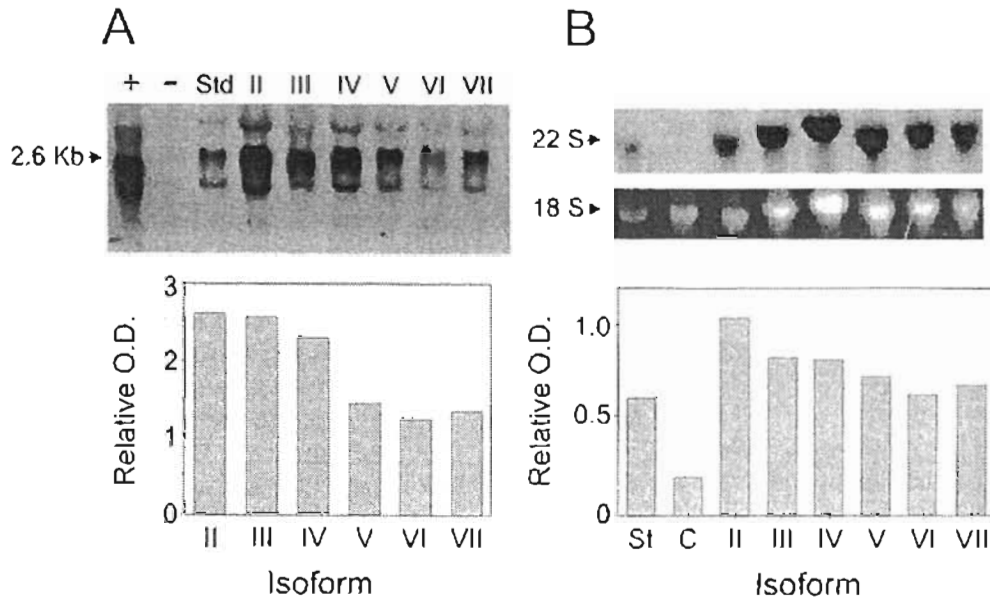 A
+ - Std II III IV V VI VII
2.6 Kb
3
2
1
0
Relative O.D.
II III IV V VI VII
Isoform
B
22 S
18 S
1.0
0.5
0
Relative O.D.
St C II III IV V VI VII
Isoform